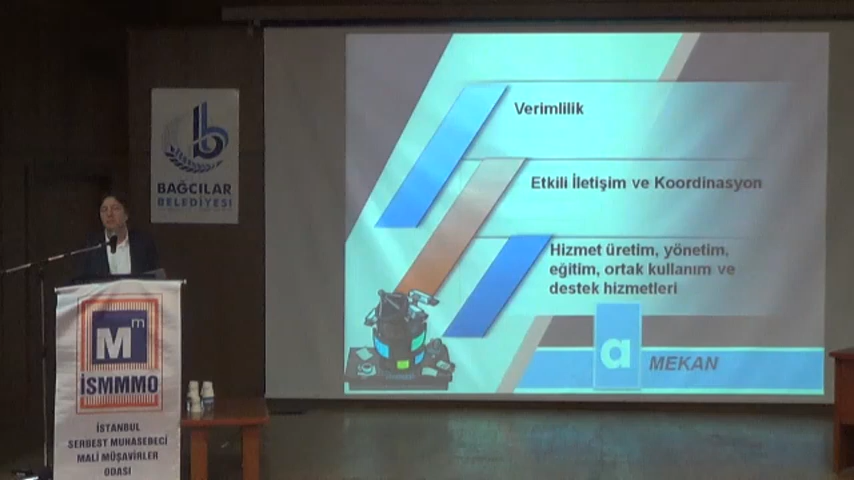 Verimlilik
Etkili İletişim ve Koordinasyon
Hizmet üretim, yönetim,
eğitim, ortak kullanım ve
destek hizmetleri
a
MEKAN
b
BAĞCILAR
BELEDİYESİ
Mm
İSMMMO
İSTANBUL
SERBEST MUHASEBECİ
MALİ MÜŞAVİRLER
ODASI